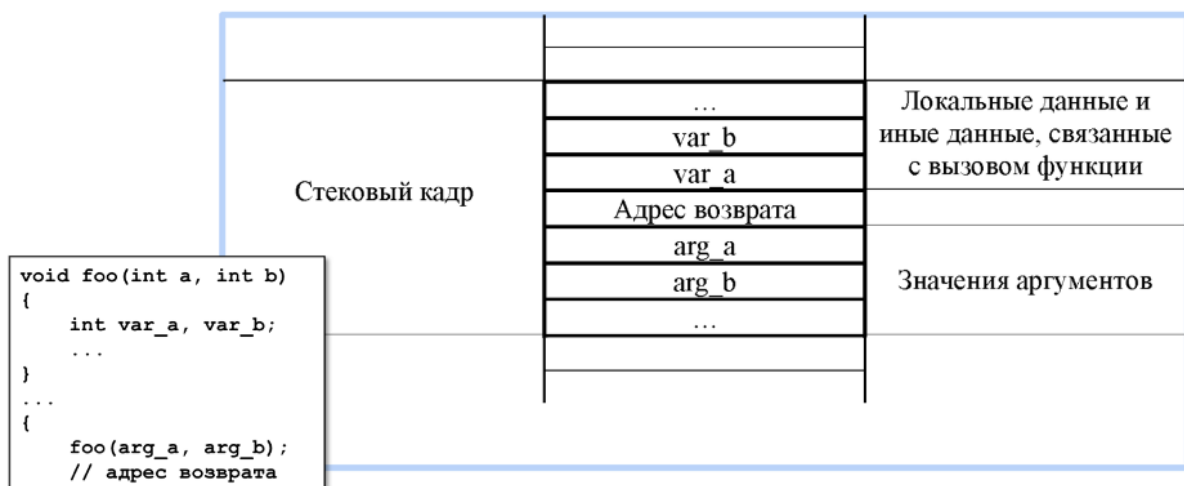 …
var_b
var_a
Адрес возврата
arg_a
arg_b
…
Стековый кадр
Локальные данные и
иные данные, связанные
с вызовом функции
Значения аргументов
void foo(int a, int b)
{
    int var_a, var_b;
    ...
}
...
{
    foo(arg_a, arg_b);
    // адрес возврата